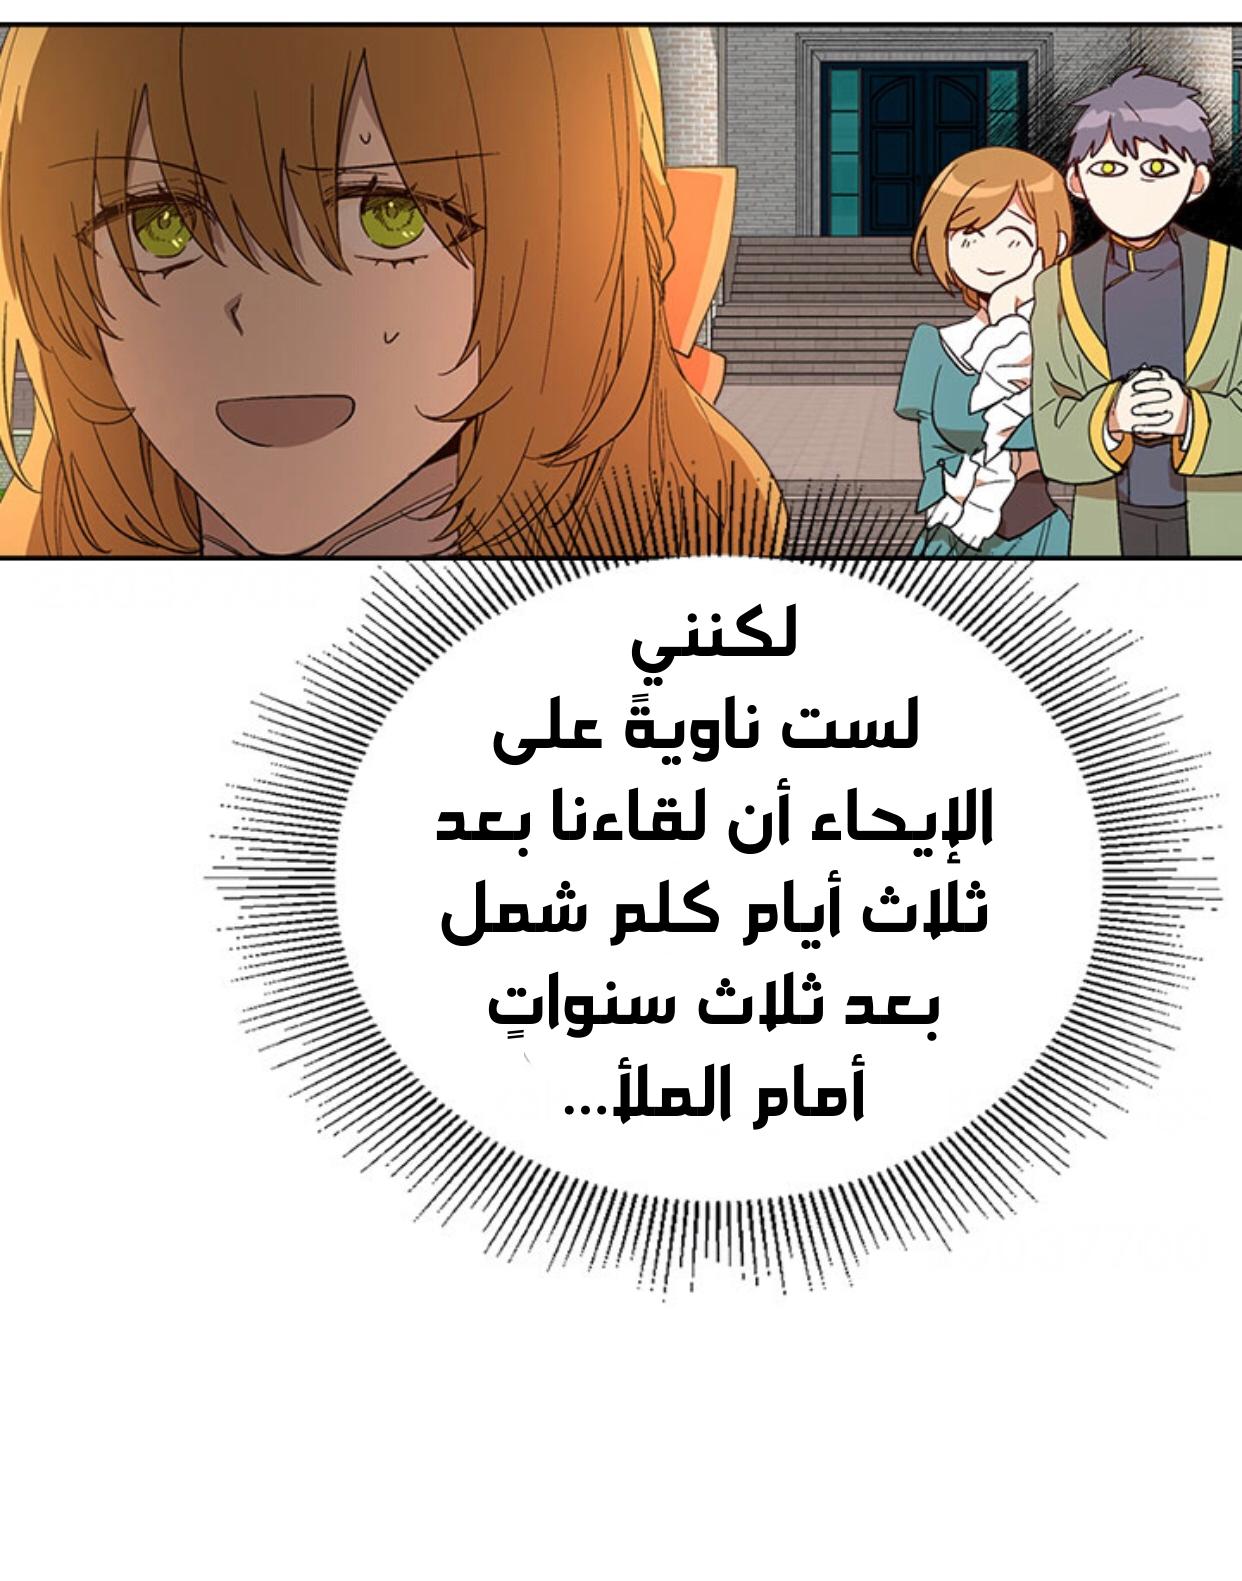 لكنني
لست ناويةً على
الإيحاء أن لقاءنا بعد
ثلاث أيام كلم شمل
بعد ثلاث سنواتٍ
أمام الملأ...